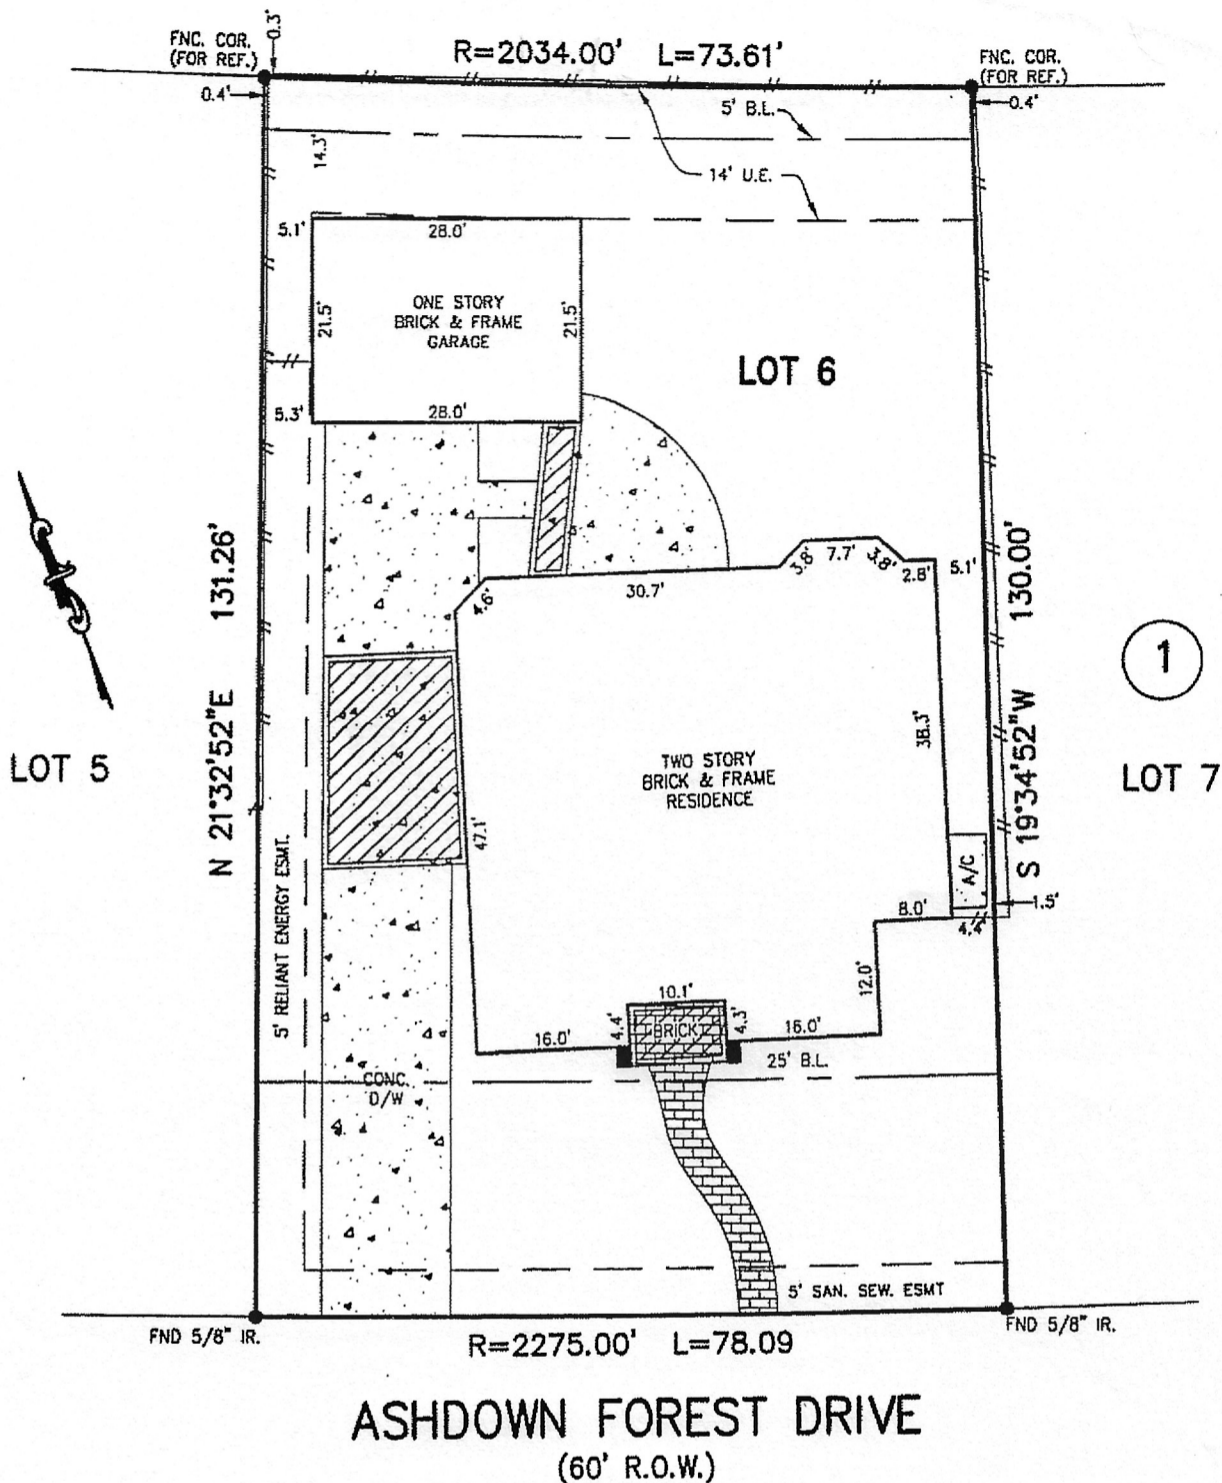 0.3'
FNC. COR.
(FOR REF.)
R=2034.00' L=73.61'
FNC. COR.
(FOR REF.)
0.4'
0.4'
5' B.L.
14.3'
14' U.E.
5.1'
28.0'
21.5'
ONE STORY
BRICK & FRAME
GARAGE
21.5'
LOT 6
5.3'
28.0'
N 21°32'52"E 131.26'
S 19°34'52"W 130.00'
4.6'
30.7'
3.8'
7.7'
3.8'
2.8'
5.1'
1
LOT 5
LOT 7
TWO STORY
BRICK & FRAME
RESIDENCE
38.3'
47.1'
A/C
1.5'
8.0'
4.4'
5' RELIANT ENERGY ESMT.
12.0'
10.1'
16.0'
4.4'
BRICK
4.3'
16.0'
25' B.L.
CONC.
D/W
5' SAN. SEW. ESMT
FND 5/8" IR.
FND 5/8" IR.
R=2275.00' L=78.09
ASHDOWN FOREST DRIVE
(60' R.O.W.)